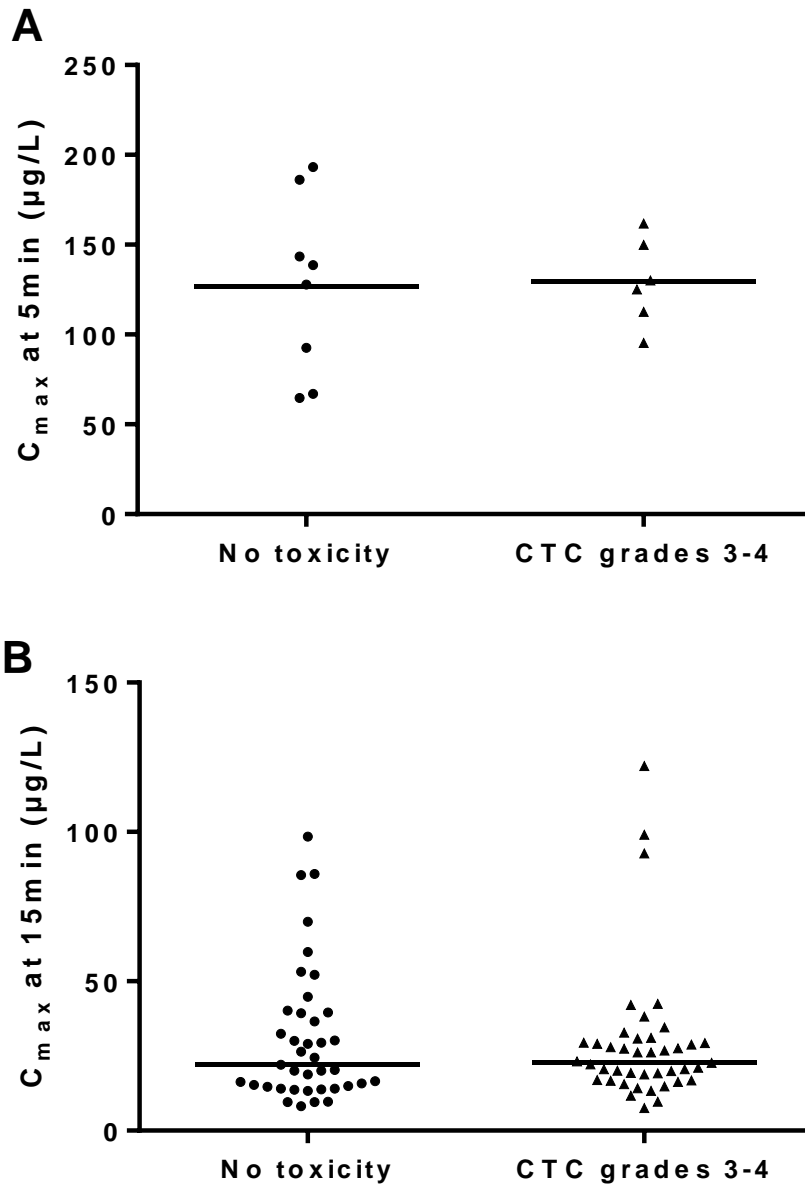 A
250
200
150
100
50
0
Cmax at 5min (µg/L)
No toxicity
CTC grades 3-4
B
150
100
50
0
Cmax at 15min (µg/L)
No toxicity
CTC grades 3-4